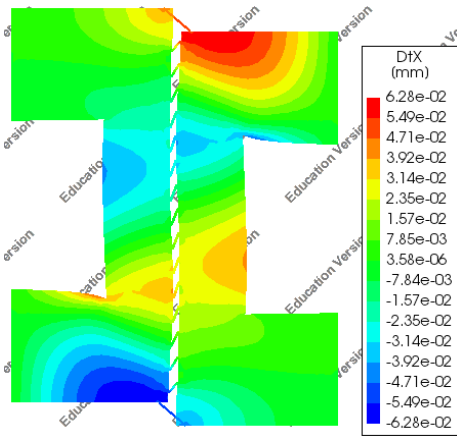 DtX
(mm)
6.28e-02
5.49e-02
4.71e-02
3.92e-02
3.14e-02
2.35e-02
1.57e-02
7.85e-03
3.58e-06
-7.84e-03
-1.57e-02
-2.35e-02
-3.14e-02
-3.92e-02
-4.71e-02
-5.49e-02
-6.28e-02
Education Version
Education Version
Education Version
Education Version
Education Version
Education Version